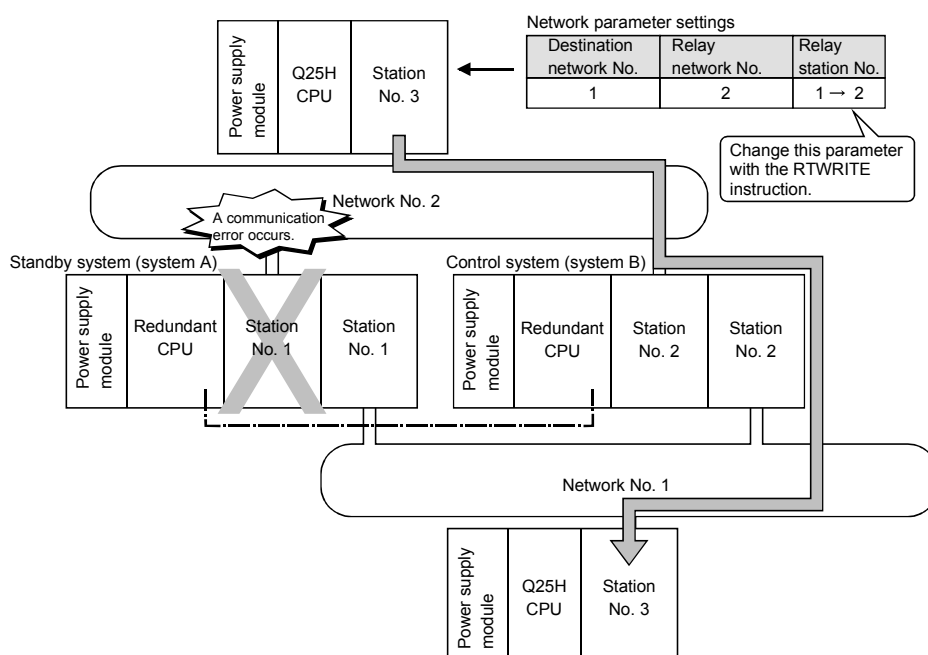 Network parameter settings
Destination
network No.
Relay
network No.
Relay
station No.
1
2
1 → 2
Power supply
module
Q25H
CPU
Station
No. 3
Change this parameter
with the RTWRITE
instruction.
Network No. 2
A communication
error occurs.
Standby system (system A)
Control system (system B)
Power supply
module
Redundant
CPU
Station
No. 1
Station
No. 1
Power supply
module
Redundant
CPU
Station
No. 2
Station
No. 2
Network No. 1
Power supply
module
Q25H
CPU
Station
No. 3